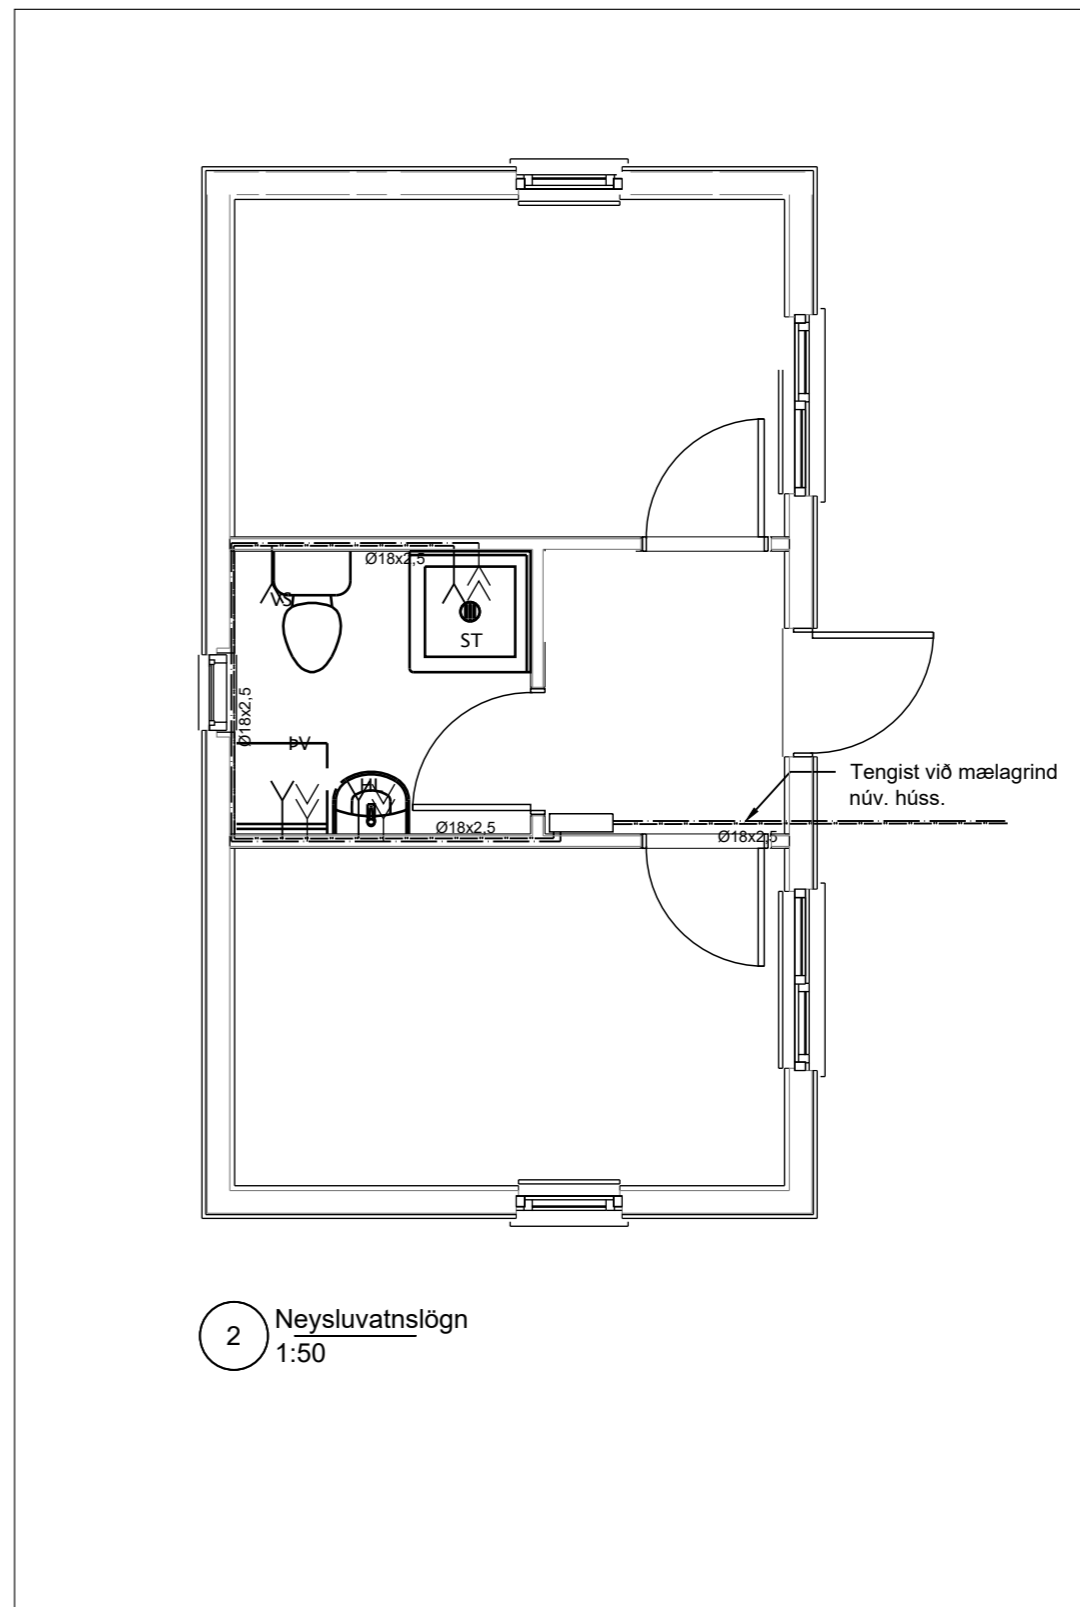 Ø18x2,5
VS
ST
Ø18x2,5
ÞV
HL
Ø18x2,5
Ø18x2,5
Tengist við mælagrind
núv. húss.
2
Neysluvatnslögn
1:50